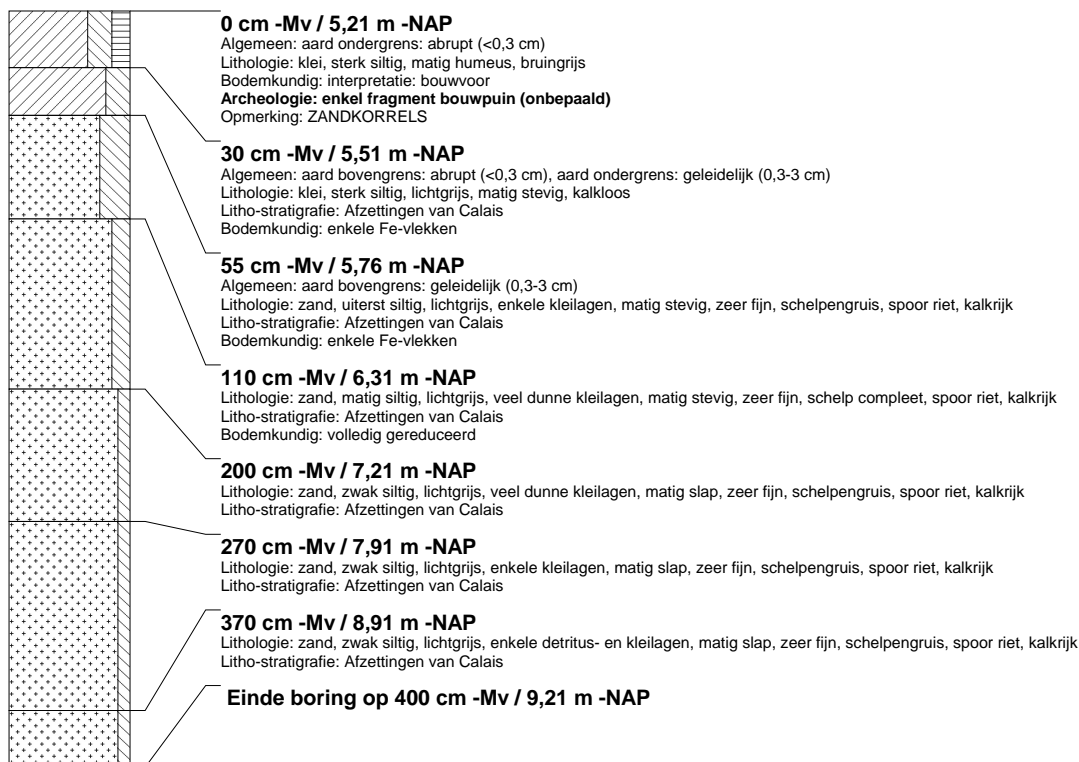 0 cm -Mv / 5,21 m -NAP
Algemeen: aard ondergrens: abrupt (<0,3 cm)
Lithologie: klei, sterk siltig, matig humeus, bruingrijs
Bodemkundig: interpretatie: bouwvoor
Archeologie: enkel fragment bouwpuin (onbepaald)
Opmerking: ZANDKORRELS
30 cm -Mv / 5,51 m -NAP
Algemeen: aard bovengrens: abrupt (<0,3 cm), aard ondergrens: geleidelijk (0,3-3 cm)
Lithologie: klei, sterk siltig, lichtgrijs, matig stevig, kalkloos
Litho-stratigrafie: Afzettingen van Calais
Bodemkundig: enkele Fe-vlekken
55 cm -Mv / 5,76 m -NAP
Algemeen: aard bovengrens: geleidelijk (0,3-3 cm)
Lithologie: zand, uiterst siltig, lichtgrijs, enkele kleilagen, matig stevig, zeer fijn, schelpengruis, spoor riet, kalkrijk
Litho-stratigrafie: Afzettingen van Calais
Bodemkundig: enkele Fe-vlekken
110 cm -Mv / 6,31 m -NAP
Lithologie: zand, matig siltig, lichtgrijs, veel dunne kleilagen, matig stevig, zeer fijn, schelp compleet, spoor riet, kalkrijk
Litho-stratigrafie: Afzettingen van Calais
Bodemkundig: volledig gereduceerd
200 cm -Mv / 7,21 m -NAP
Lithologie: zand, zwak siltig, lichtgrijs, veel dunne kleilagen, matig slap, zeer fijn, schelpengruis, spoor riet, kalkrijk
Litho-stratigrafie: Afzettingen van Calais
270 cm -Mv / 7,91 m -NAP
Lithologie: zand, zwak siltig, lichtgrijs, enkele kleilagen, matig slap, zeer fijn, schelpengruis, spoor riet, kalkrijk
Litho-stratigrafie: Afzettingen van Calais
370 cm -Mv / 8,91 m -NAP
Lithologie: zand, zwak siltig, lichtgrijs, enkele detritus- en kleilagen, matig slap, zeer fijn, schelpengruis, spoor riet, kalkrijk
Litho-stratigrafie: Afzettingen van Calais
Einde boring op 400 cm -Mv / 9,21 m -NAP